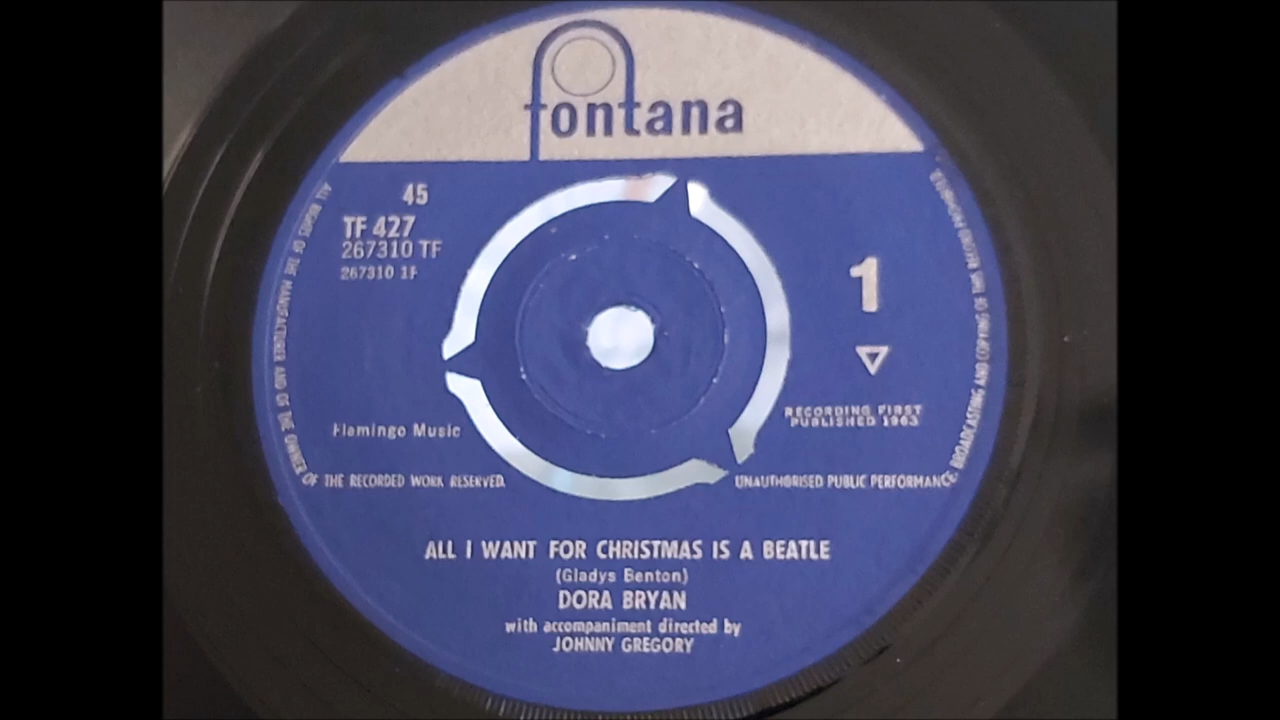 fontana
45
TF 427
267310 TF
267310 1F
1
Flamingo Music
RECORDING FIRST
PUBLISHED 1963
ALL RIGHTS OF THE MANUFACTURER AND OF THE OWNER OF THE RECORDED WORK RESERVED.
UNAUTHORISED PUBLIC PERFORMANCE, BROADCASTING AND COPYING OF THIS RECORD PROHIBITED
ALL I WANT FOR CHRISTMAS IS A BEATLE
(Gladys Benton)
DORA BRYAN
with accompaniment directed by
JOHNNY GREGORY